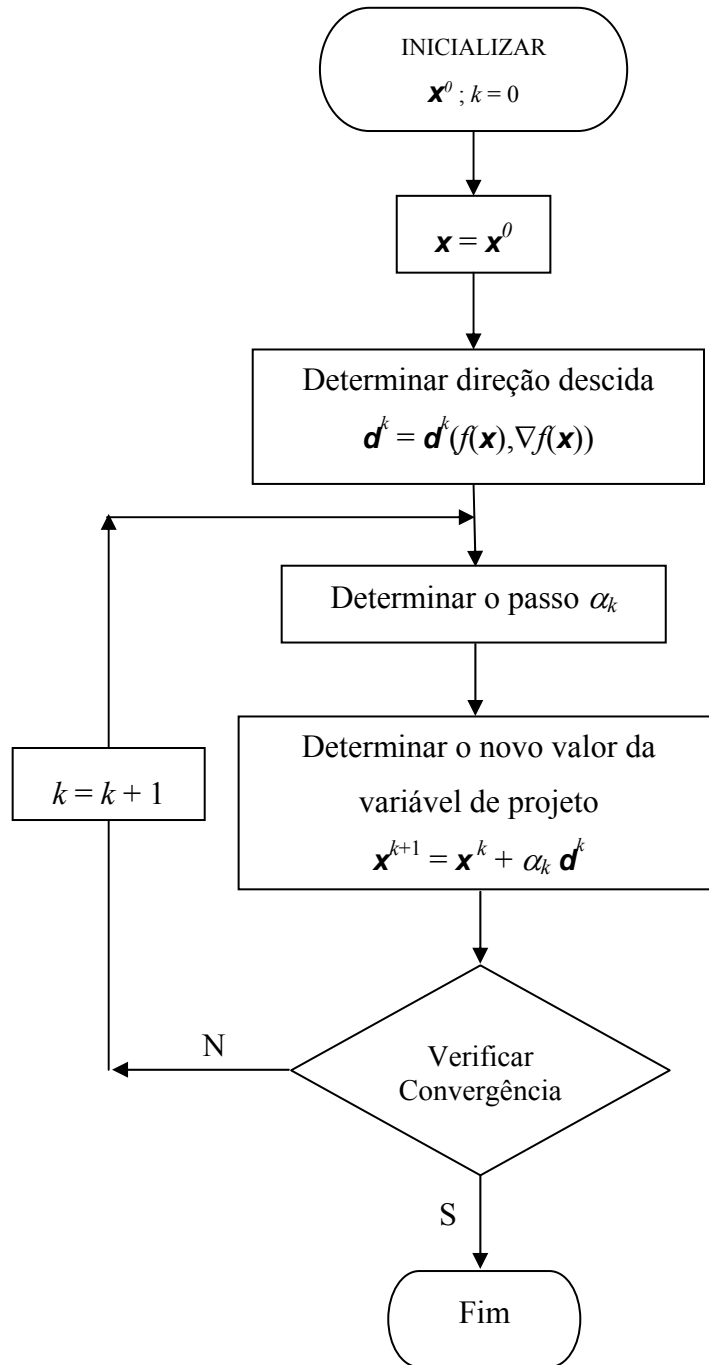 INICIALIZAR
x⁰ ; k = 0
x = x⁰
Determinar direção descida
dᵏ = dᵏ(f(x),∇f(x))
Determinar o passo αₖ
Determinar o novo valor da
variável de projeto
xᵏ⁺¹ = xᵏ + αₖ dᵏ
k = k + 1
N
Verificar
Convergência
S
Fim